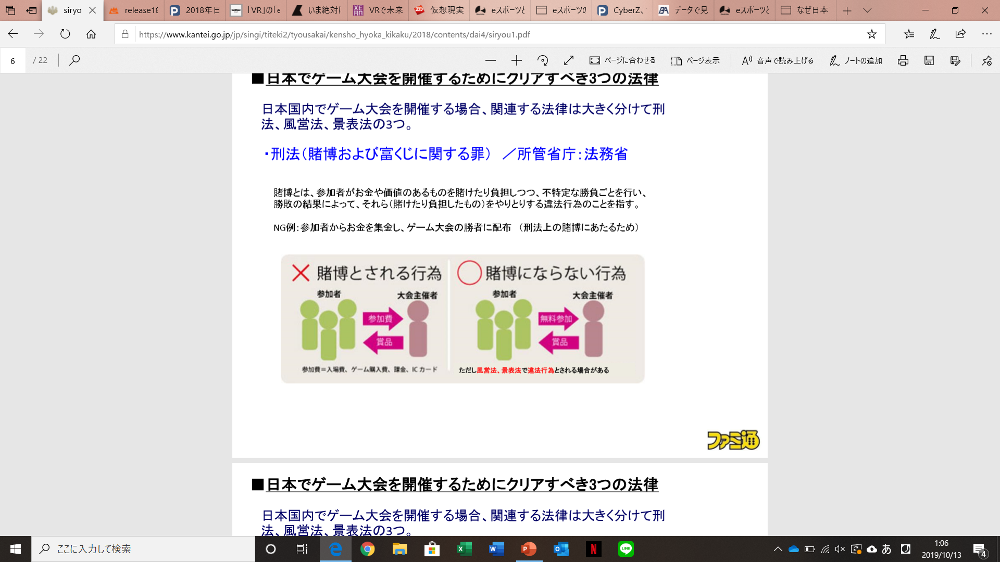 siryo
release18
2018年日
「VR」の「e
いま絶対に
VRで未来
仮想現実
eスポーツと
eスポーツの
CyberZ、
データで見
eスポーツと
なぜ日本で
https://www.kantei.go.jp/jp/singi/titeki2/tyousakai/kensho_hyoka_kikaku/2018/contents/dai4/siryou1.pdf
6 / 22
ページに合わせる
ページ表示
音声で読み上げる
ノートの追加
■日本でゲーム大会を開催するためにクリアすべき3つの法律
日本国内でゲーム大会を開催する場合、関連する法律は大きく分けて刑
法、風営法、景表法の3つ。
・刑法（賭博および富くじに関する罪） ／所管省庁：法務省
賭博とは、参加者がお金や価値のあるものを賭けたり負担しつつ、不特定な勝負ごとを行い、
勝敗の結果によって、それら（賭けたり負担したもの）をやりとりする違法行為のことを指す。
NG例：参加者からお金を集金し、ゲーム大会の勝者に配布 （刑法上の賭博にあたるため）
賭博とされる行為
参加者
大会主催者
参加費
賞品
参加費＝入場費、ゲーム購入費、課金、ICカード
賭博にならない行為
参加者
大会主催者
無料参加
賞品
ただし風営法、景表法で違法行為とされる場合がある
ファミ通
■日本でゲーム大会を開催するためにクリアすべき3つの法律
日本国内でゲーム大会を開催する場合、関連する法律は大きく分けて刑
法、風営法、景表法の3つ。
ここに入力して検索
あ
1:06
2019/10/13
4